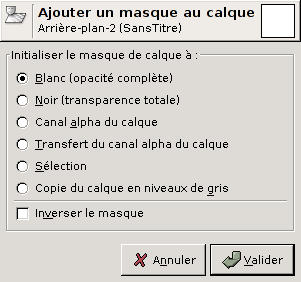 Ajouter un masque au calque
Arrière-plan-2 (SansTitre)
Initialiser le masque de calque à :
Blanc (opacité complète)
Noir (transparence totale)
Canal alpha du calque
Transfert du canal alpha du calque
Sélection
Copie du calque en niveaux de gris
Inverser le masque
Annuler
Valider